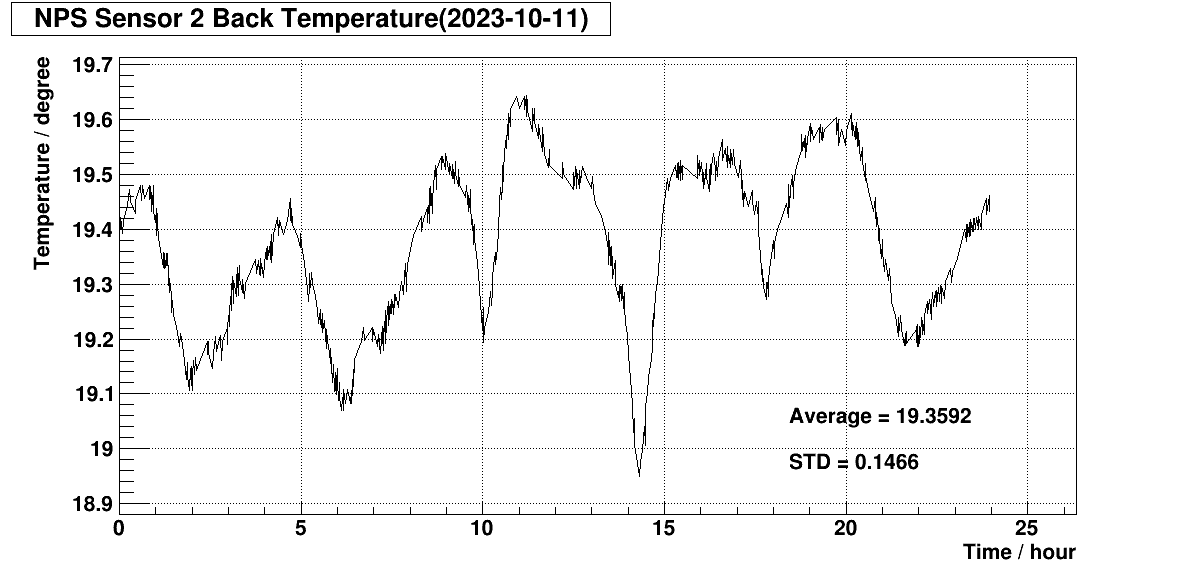 NPS Sensor 2 Back Temperature(2023-10-11)
Temperature / degree
19.7
19.6
19.5
19.4
19.3
19.2
19.1
19
18.9
Average = 19.3592
STD = 0.1466
0 5 10 15 20 25
Time / hour